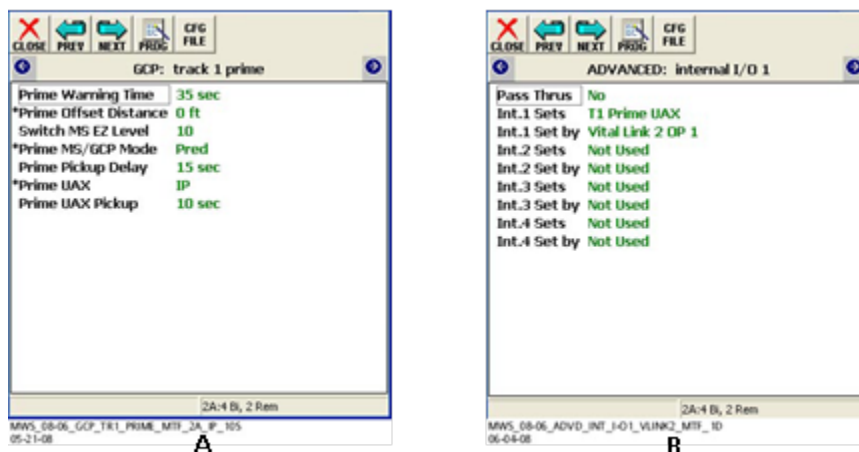 CLOSE PREV NEXT PROG CFG FILE
GCP: track 1 prime
Prime Warning Time 35 sec
*Prime Offset Distance 0 ft
Switch MS EZ Level 10
*Prime MS/GCP Mode Pred
Prime Pickup Delay 15 sec
*Prime UAX IP
Prime UAX Pickup 10 sec
2A:4 Bi, 2 Rem
MWS_08-06_GCP_TR1_PRIME_MTF_2A_IP_10S
05-21-08
A
CLOSE PREV NEXT PROG CFG FILE
ADVANCED: internal I/O 1
Pass Thrus No
Int.1 Sets T1 Prime UAX
Int.1 Set by Vital Link 2 OP 1
Int.2 Sets Not Used
Int.2 Set by Not Used
Int.3 Sets Not Used
Int.3 Set by Not Used
Int.4 Sets Not Used
Int.4 Set by Not Used
2A:4 Bi, 2 Rem
MWS_08-06_ADVD_INT_I-O1_VLINK2_MTF_1D
06-04-08
B